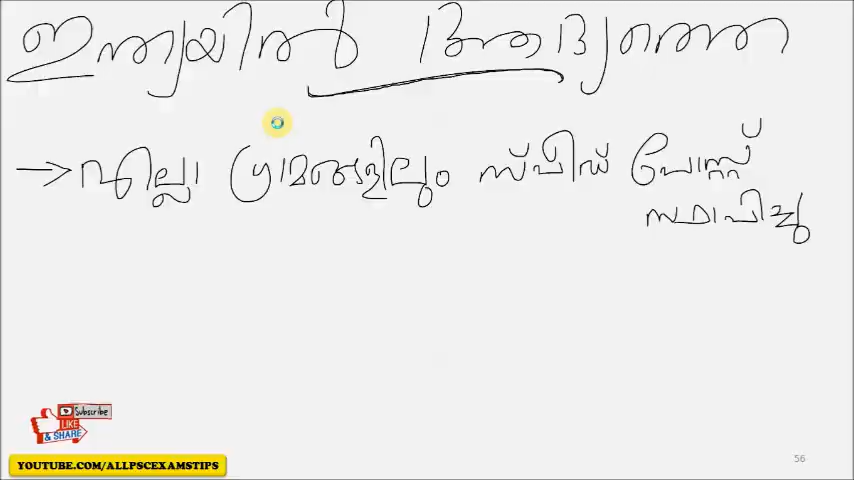 ഇന്ത്യയിൽ ആദ്യത്തെ
→ എല്ലാ ഗ്രാമങ്ങളിലും സ്പീഡ് പോസ്റ്റ്
സ്ഥാപിച്ചു
Subscribe
LIKE
& SHARE
YOUTUBE.COM/ALLPSCEXAMSTIPS
56